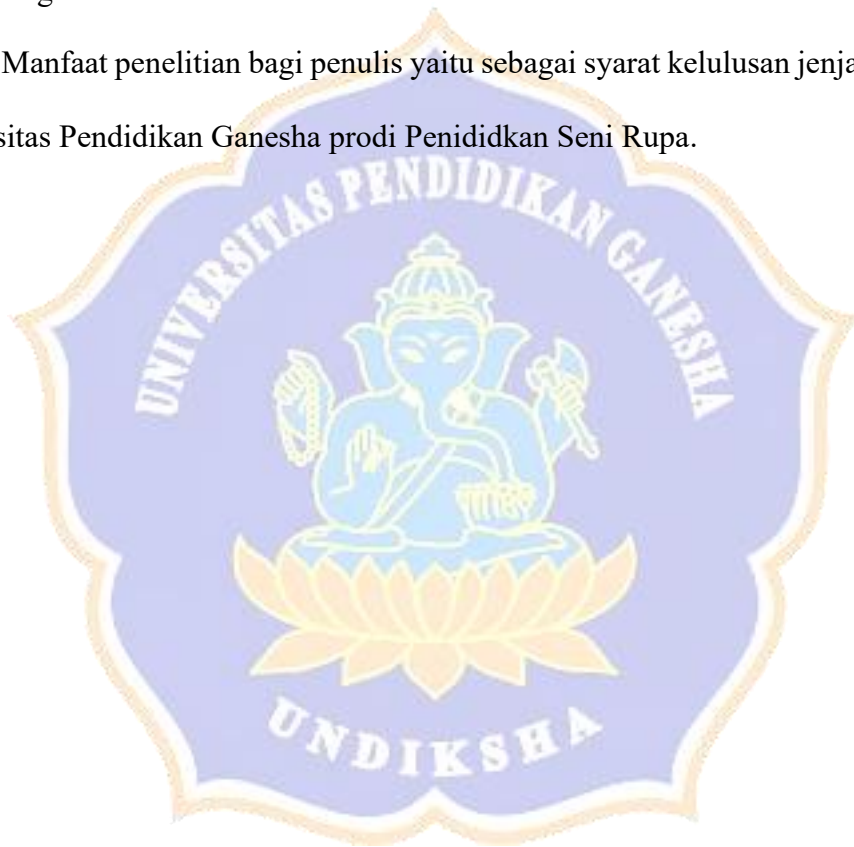 Manfaat penelitian bagi penulis yaitu sebagai syarat kelulusan
sitas Pendidikan Ganesha prodi Penididkan Seni Rupa.
UNIVERSITAS PENDIDIKAN GANESHA
UNDIKSHA